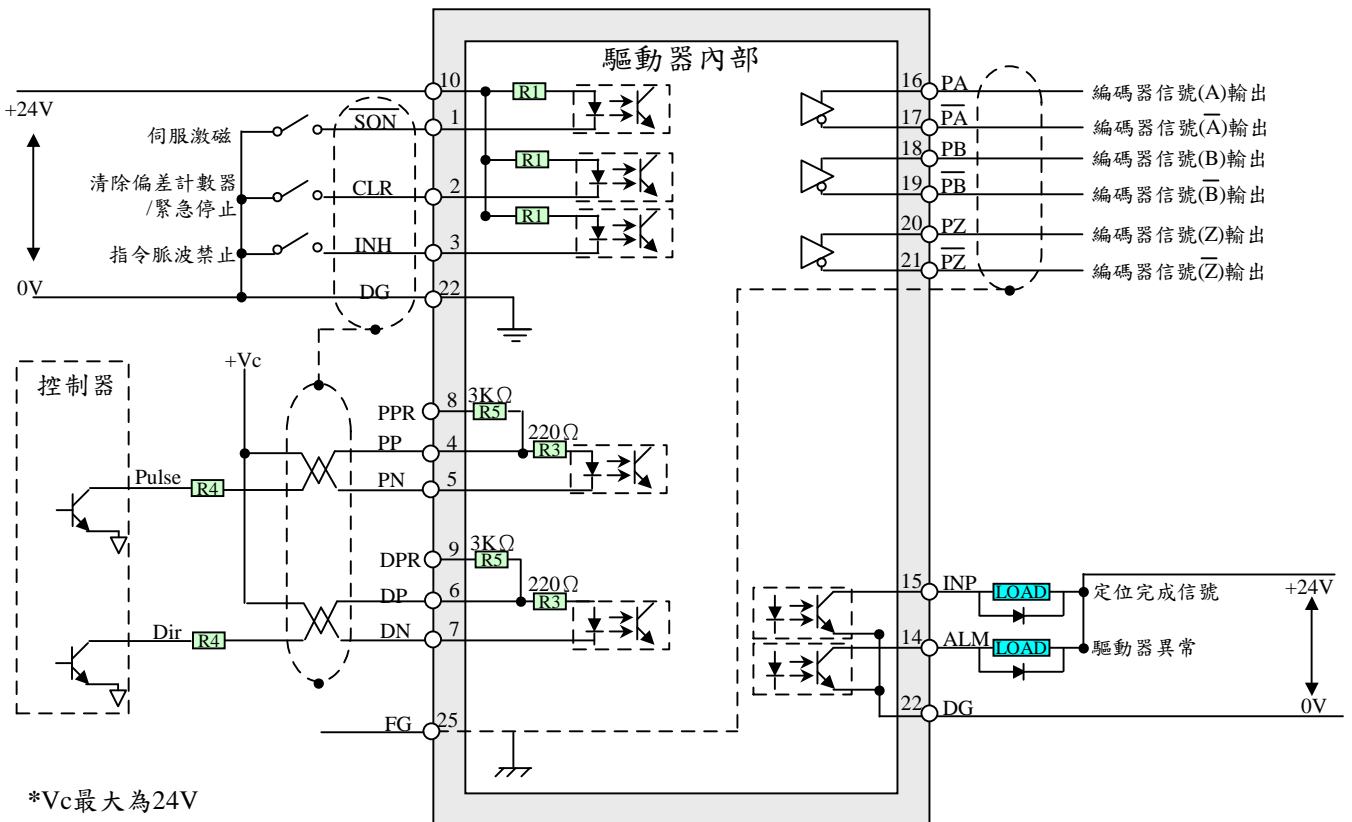 驅動器內部
+24V
0V
伺服激磁
清除偏差計數器
/緊急停止
指令脈波禁止
S̅O̅N̅
CLR
INH
DG
10
1
2
3
22
R1
R1
R1
控制器
+Vc
Pulse
R4
Dir
R4
PPR
8
3KΩ
R5
PP
4
220Ω
R3
PN
5
DPR
9
3KΩ
R5
DP
6
220Ω
R3
DN
7
FG
25
16 PA 編碼器信號(A)輸出
17 P̅A̅ 編碼器信號(A̅)輸出
18 PB 編碼器信號(B)輸出
19 P̅B̅ 編碼器信號(B̅)輸出
20 PZ 編碼器信號(Z)輸出
21 P̅Z̅ 編碼器信號(Z̅)輸出
15 INP LOAD 定位完成信號
14 ALM LOAD 驅動器異常
22 DG
+24V
0V
*Vc最大為24V